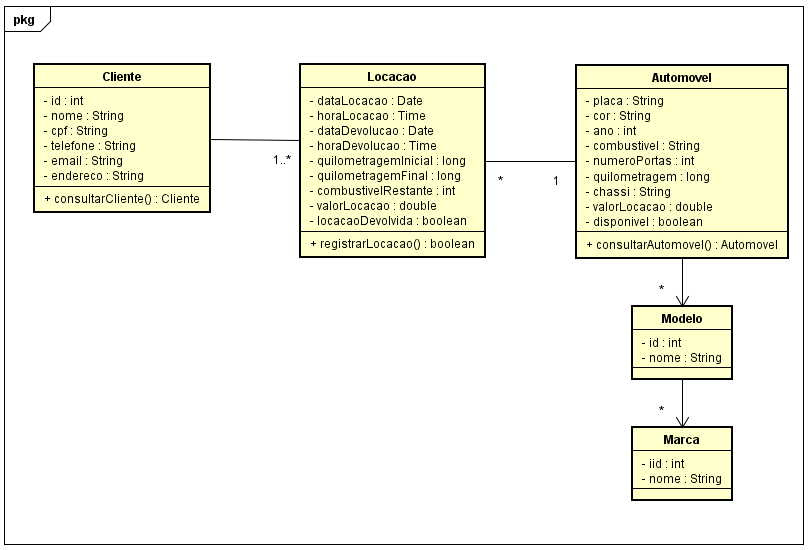 pkg
Cliente
- id : int
- nome : String
- cpf : String
- telefone : String
- email : String
- endereco : String
+ consultarCliente() : Cliente
1..*
Locacao
- dataLocacao : Date
- horaLocacao : Time
- dataDevolucao : Date
- horaDevolucao : Time
- quilometragemInicial : long
- quilometragemFinal : long
- combustivelRestante : int
- valorLocacao : double
- locacaoDevolvida : boolean
+ registrarLocacao() : boolean
*
1
Automovel
- placa : String
- cor : String
- ano : int
- combustivel : String
- numeroPortas : int
- quilometragem : long
- chassi : String
- valorLocacao : double
- disponivel : boolean
+ consultarAutomovel() : Automovel
*
Modelo
- id : int
- nome : String
*
Marca
- iid : int
- nome : String